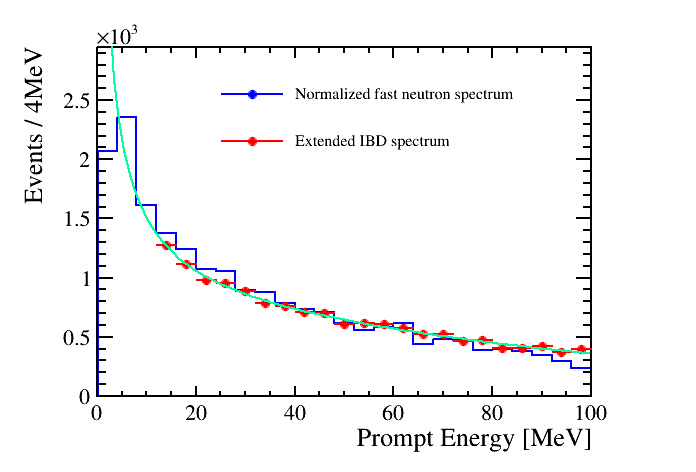 ×10³
Events / 4MeV
2.5
2
1.5
1
0.5
0
Normalized fast neutron spectrum
Extended IBD spectrum
0 20 40 60 80 100
Prompt Energy [MeV]